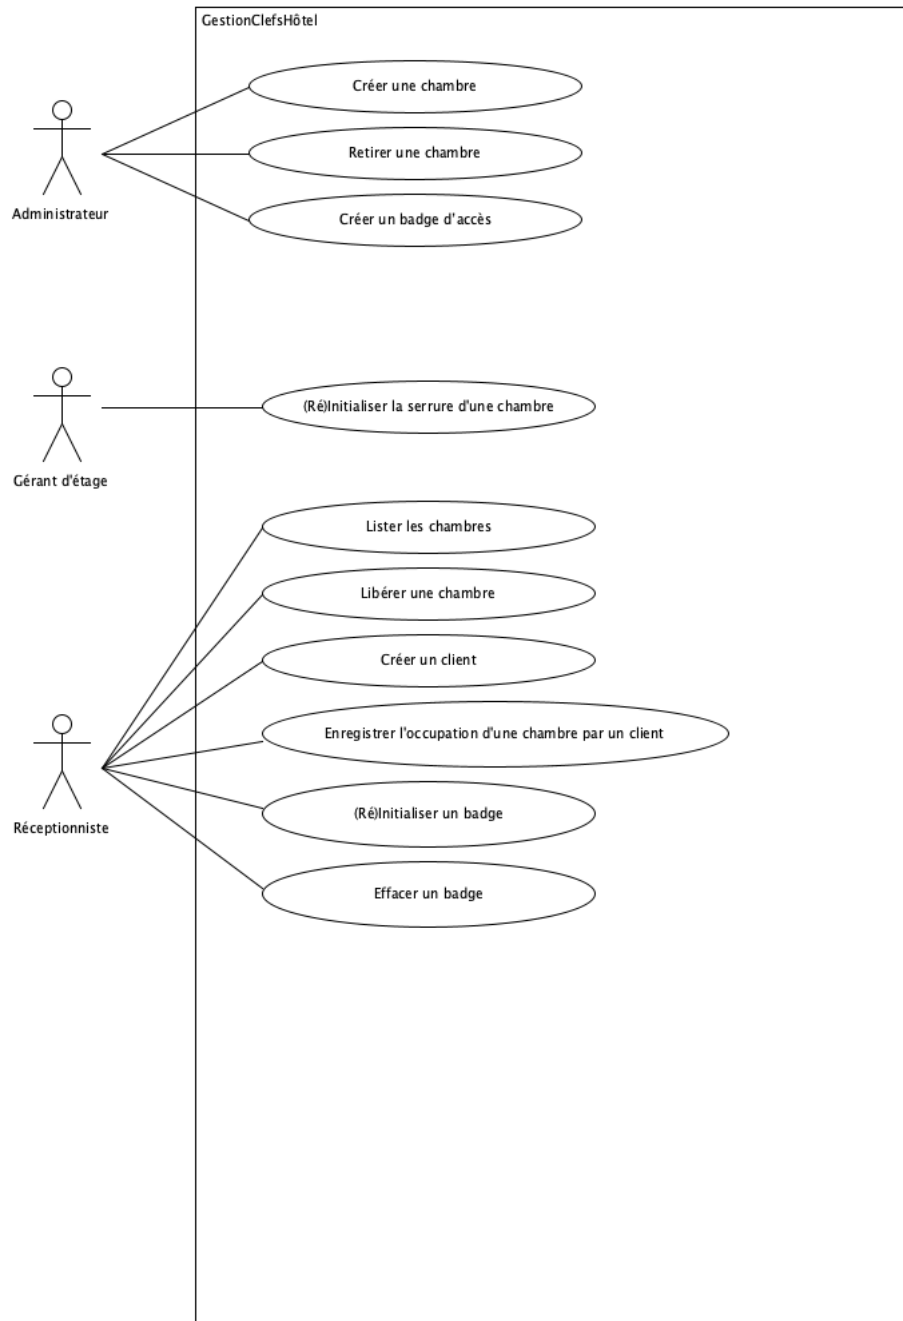 GestionClefsHôtel
Créer une chambre
Retirer une chambre
Créer un badge d'accès
Administrateur
(Ré)Initialiser la serrure d'une chambre
Gérant d'étage
Lister les chambres
Libérer une chambre
Créer un client
Enregistrer l'occupation d'une chambre par un client
(Ré)Initialiser un badge
Réceptionniste
Effacer un badge